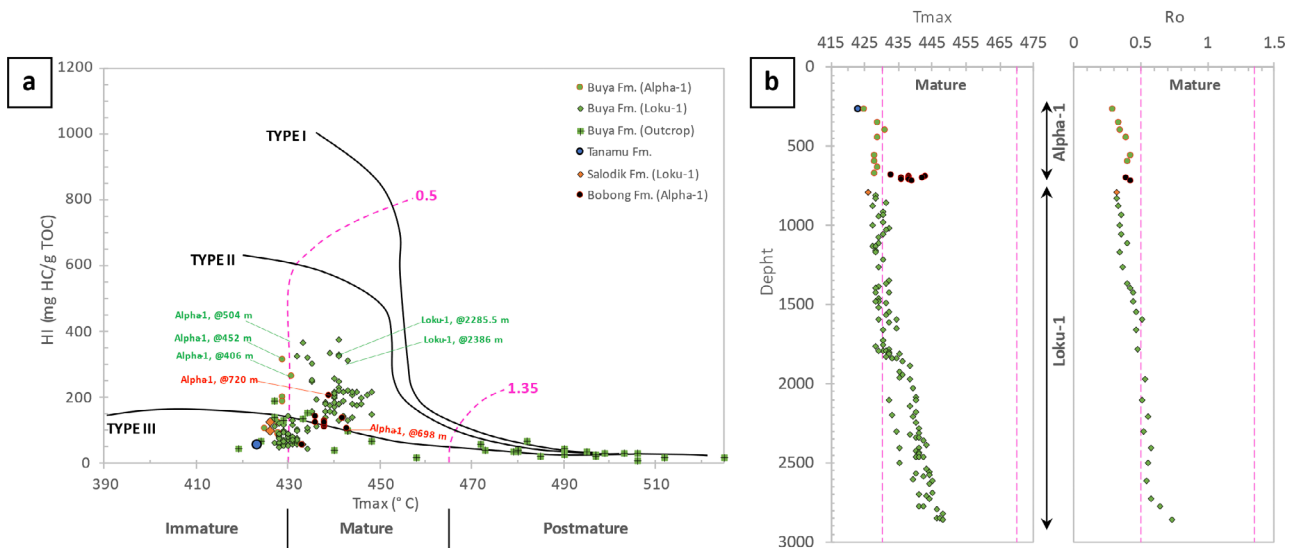 a
HI (mg HC/g TOC)
1200
1000
800
600
400
200
0
390
410
430
450
470
490
510
Tmax (° C)
Immature
Mature
Postmature
TYPE I
TYPE II
TYPE III
0.5
1.35
Buya Fm. (Alpha-1)
Buya Fm. (Loku-1)
Buya Fm. (Outcrop)
Tanamu Fm.
Salodik Fm. (Loku-1)
Bobong Fm. (Alpha-1)
Alpha-1, @504 m
Alpha-1, @452 m
Alpha-1, @406 m
Alpha-1, @720 m
Loku-1, @2285.5 m
Loku-1, @2386 m
Alpha-1, @698 m
b
Tmax
415 425 435 445 455 465 475
Mature
Depht
0
500
1000
1500
2000
2500
3000
Alpha-1
Loku-1
Ro
0 0.5 1 1.5
Mature